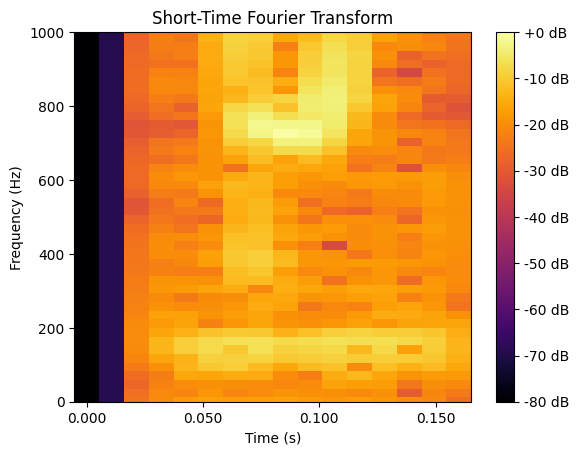 Short-Time Fourier Transform
1000
800
600
400
200
0
Frequency (Hz)
0.000
0.050
0.100
0.150
Time (s)
+0 dB
-10 dB
-20 dB
-30 dB
-40 dB
-50 dB
-60 dB
-70 dB
-80 dB